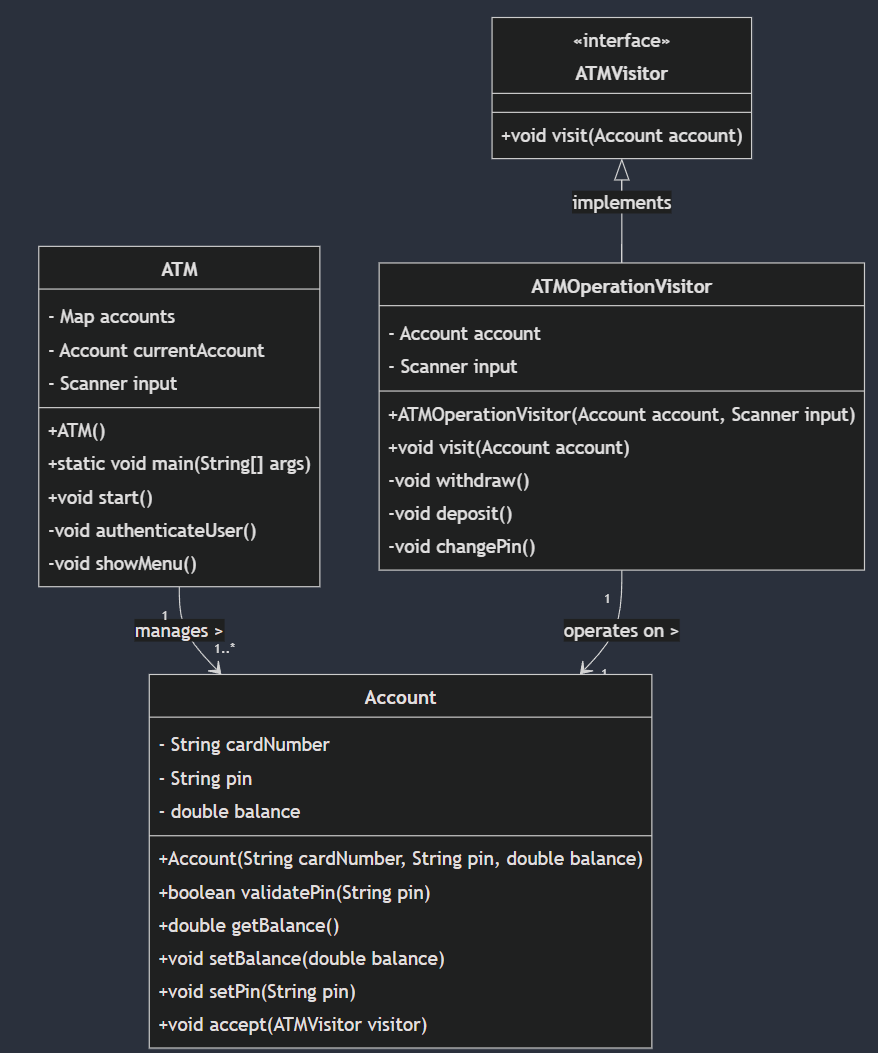 «interface»
ATMVisitor
+void visit(Account account)
implements
ATM
- Map accounts
- Account currentAccount
- Scanner input
+ATM()
+static void main(String[] args)
+void start()
-void authenticateUser()
-void showMenu()
ATMOperationVisitor
- Account account
- Scanner input
+ATMOperationVisitor(Account account, Scanner input)
+void visit(Account account)
-void withdraw()
-void deposit()
-void changePin()
1
manages >
1..*
1
operates on >
1
Account
- String cardNumber
- String pin
- double balance
+Account(String cardNumber, String pin, double balance)
+boolean validatePin(String pin)
+double getBalance()
+void setBalance(double balance)
+void setPin(String pin)
+void accept(ATMVisitor visitor)